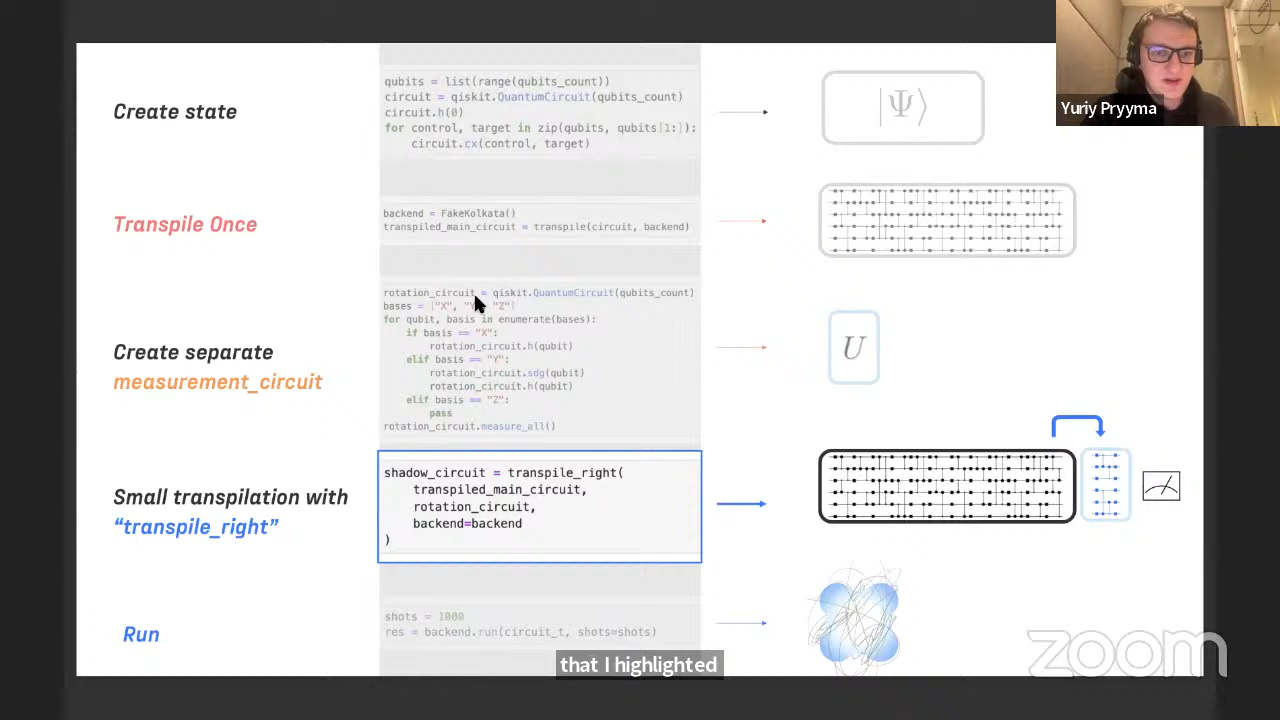 Create state
qubits = list(range(qubits_count))
circuit = qiskit.QuantumCircuit(qubits_count)
circuit.h(0)
for control, target in zip(qubits, qubits[1:]):
circuit.cx(control, target)
|Ψ⟩
Yuriy Pryyma
Transpile Once
backend = FakeKolkata()
transpiled_main_circuit = transpile(circuit, backend)
Create separate
measurement_circuit
rotation_circuit = qiskit.QuantumCircuit(qubits_count)
bases = ["X", "Y", "Z"]
for qubit, basis in enumerate(bases):
if basis == "X":
rotation_circuit.h(qubit)
elif basis == "Y":
rotation_circuit.sdg(qubit)
rotation_circuit.h(qubit)
elif basis == "Z":
pass
rotation_circuit.measure_all()
U
Small transpilation with
“transpile_right”
shadow_circuit = transpile_right(
transpiled_main_circuit,
rotation_circuit,
backend=backend
)
Run
shots = 1000
res = backend.run(circuit_t, shots=shots)
that I highlighted
zoom